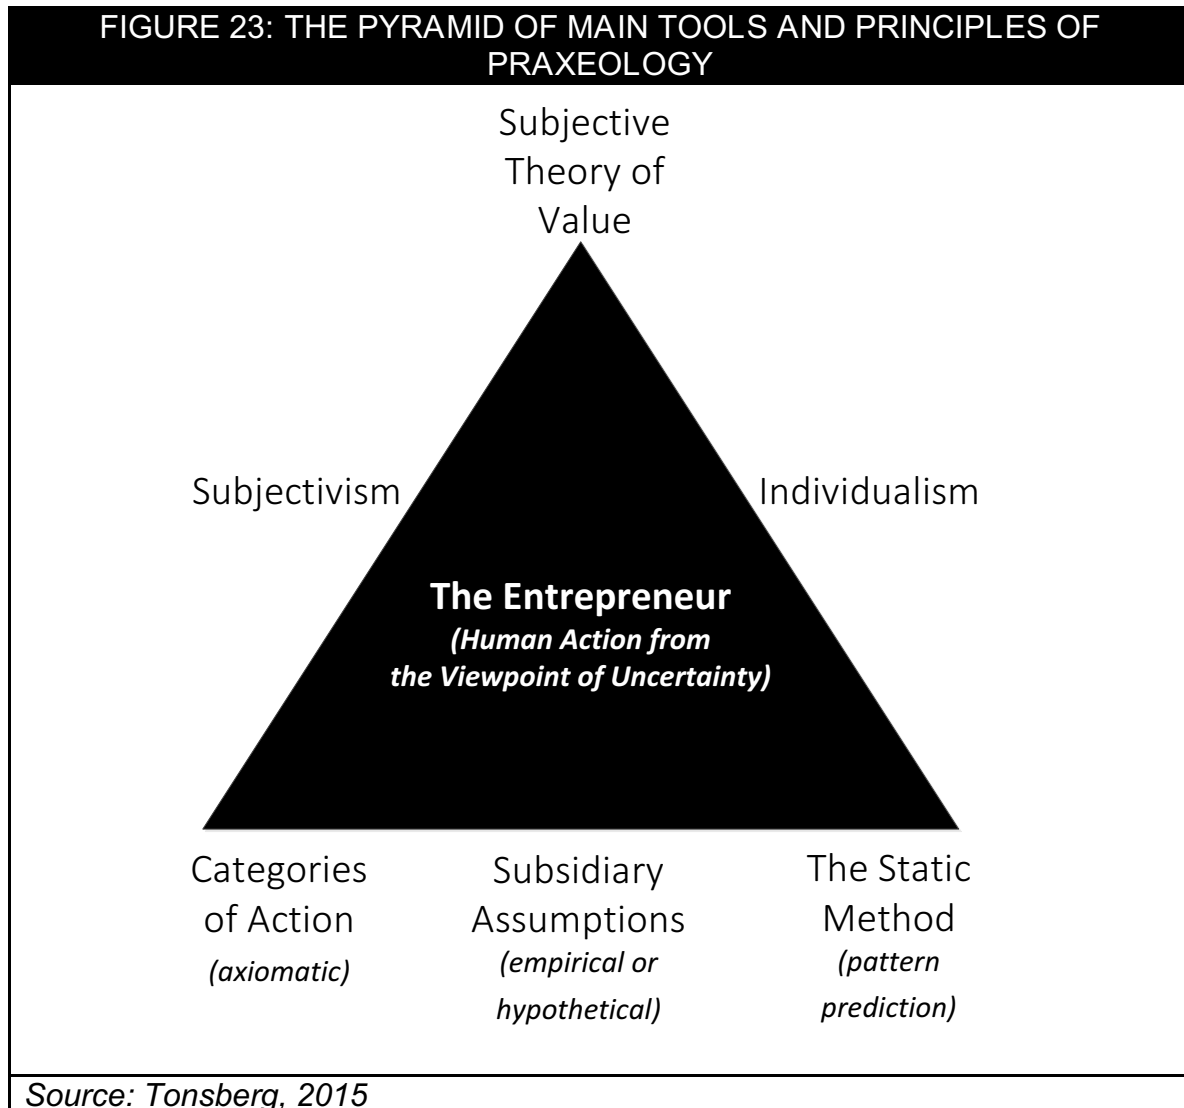 FIGURE 23: THE PYRAMID OF MAIN TOOLS AND PRINCIPLES OF
PRAXEOLOGY
Subjective
Theory of
Value
Subjectivism
Individualism
The Entrepreneur
(Human Action from
the Viewpoint of Uncertainty)
Categories
of Action
(axiomatic)
Subsidiary
Assumptions
(empirical or
hypothetical)
The Static
Method
(pattern
prediction)
Source: Tonsberg, 2015